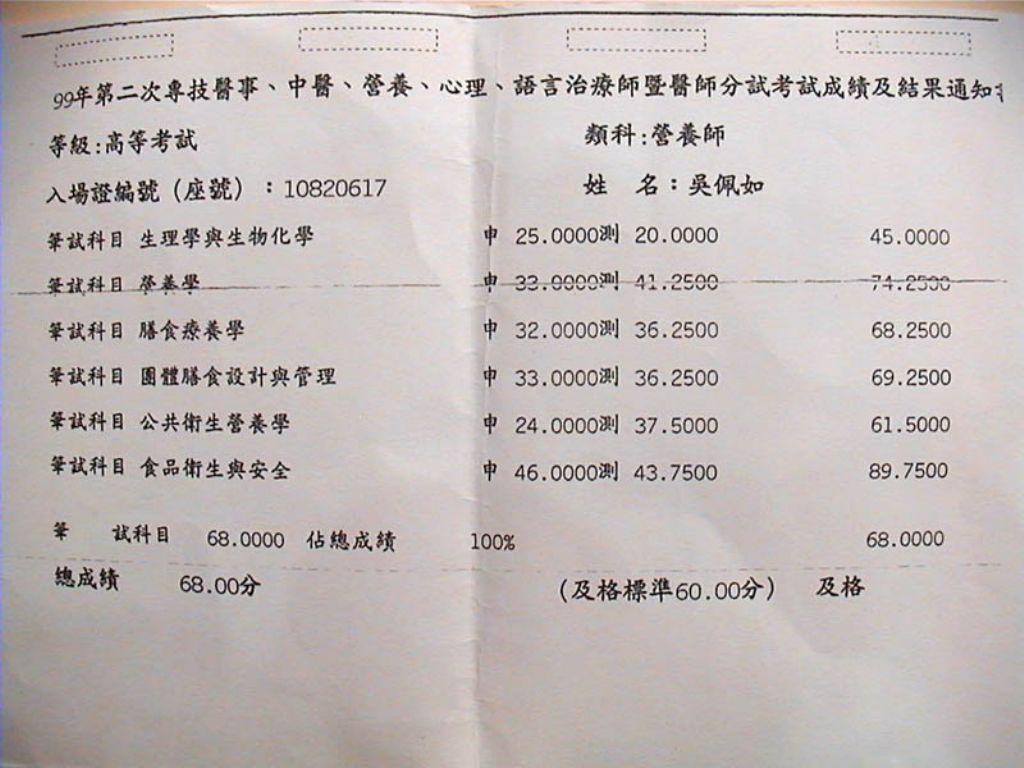 99年第二次專技醫事、中醫、營養、心理、語言治療師暨醫師分試考試成績及結果通知
等級:高等考試 類科:營養師
入場證編號（座號）：10820617 姓 名：吳佩如
筆試科目 生理學與生物化學 申 25.0000測 20.0000 45.0000
筆試科目 營養學 申 33.0000測 41.2500 74.2500
筆試科目 膳食療養學 申 32.0000測 36.2500 68.2500
筆試科目 團體膳食設計與管理 申 33.0000測 36.2500 69.2500
筆試科目 公共衛生營養學 申 24.0000測 37.5000 61.5000
筆試科目 食品衛生與安全 申 46.0000測 43.7500 89.7500
筆 試科目 68.0000 佔總成績 100% 68.0000
總成績 68.00分 （及格標準60.00分） 及格